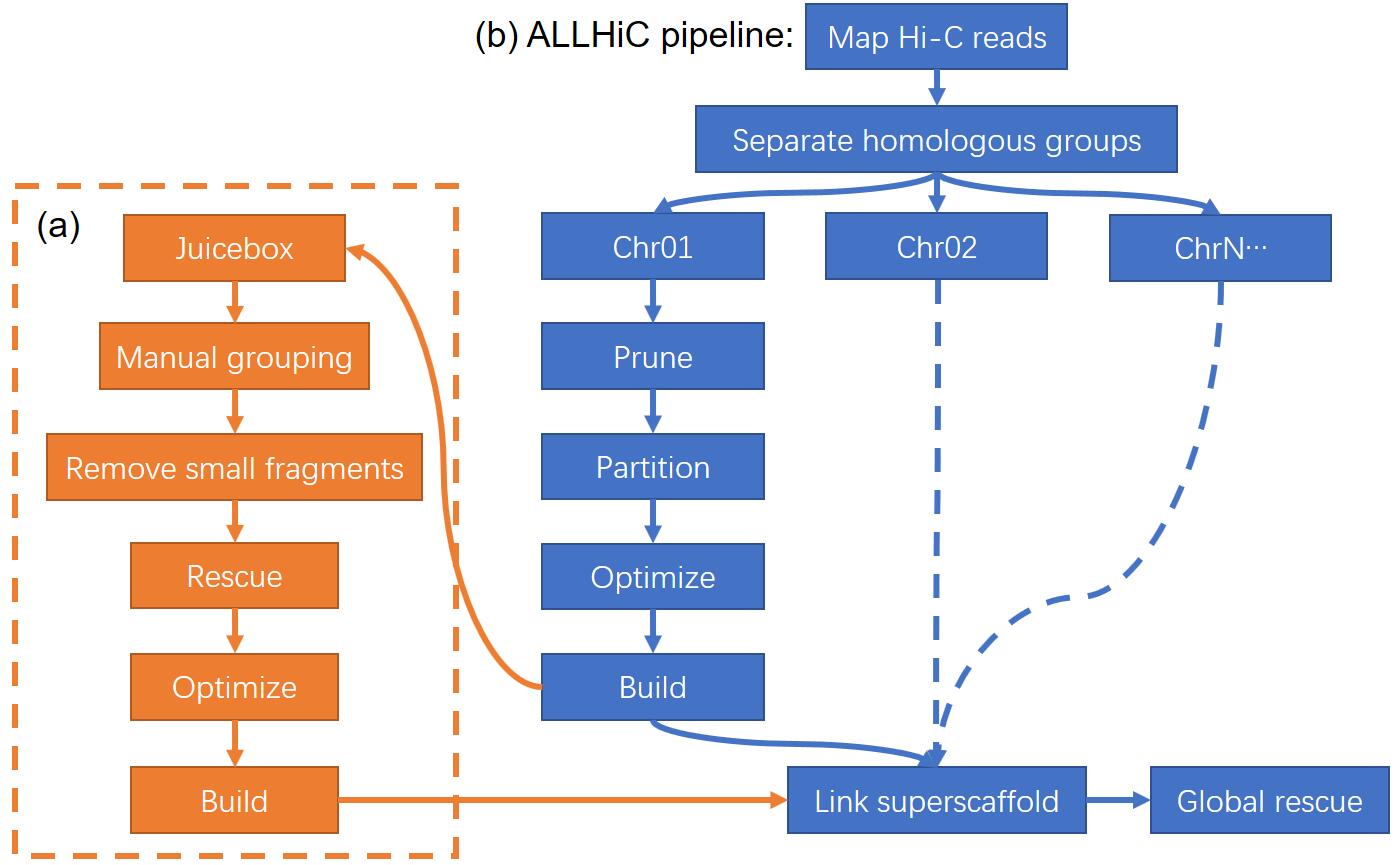 (b) ALLHiC pipeline:
Map Hi-C reads
Separate homologous groups
(a)
Juicebox
Manual grouping
Remove small fragments
Rescue
Optimize
Build
Chr01
Chr02
ChrN···
Prune
Partition
Optimize
Build
Link superscaffold
Global rescue